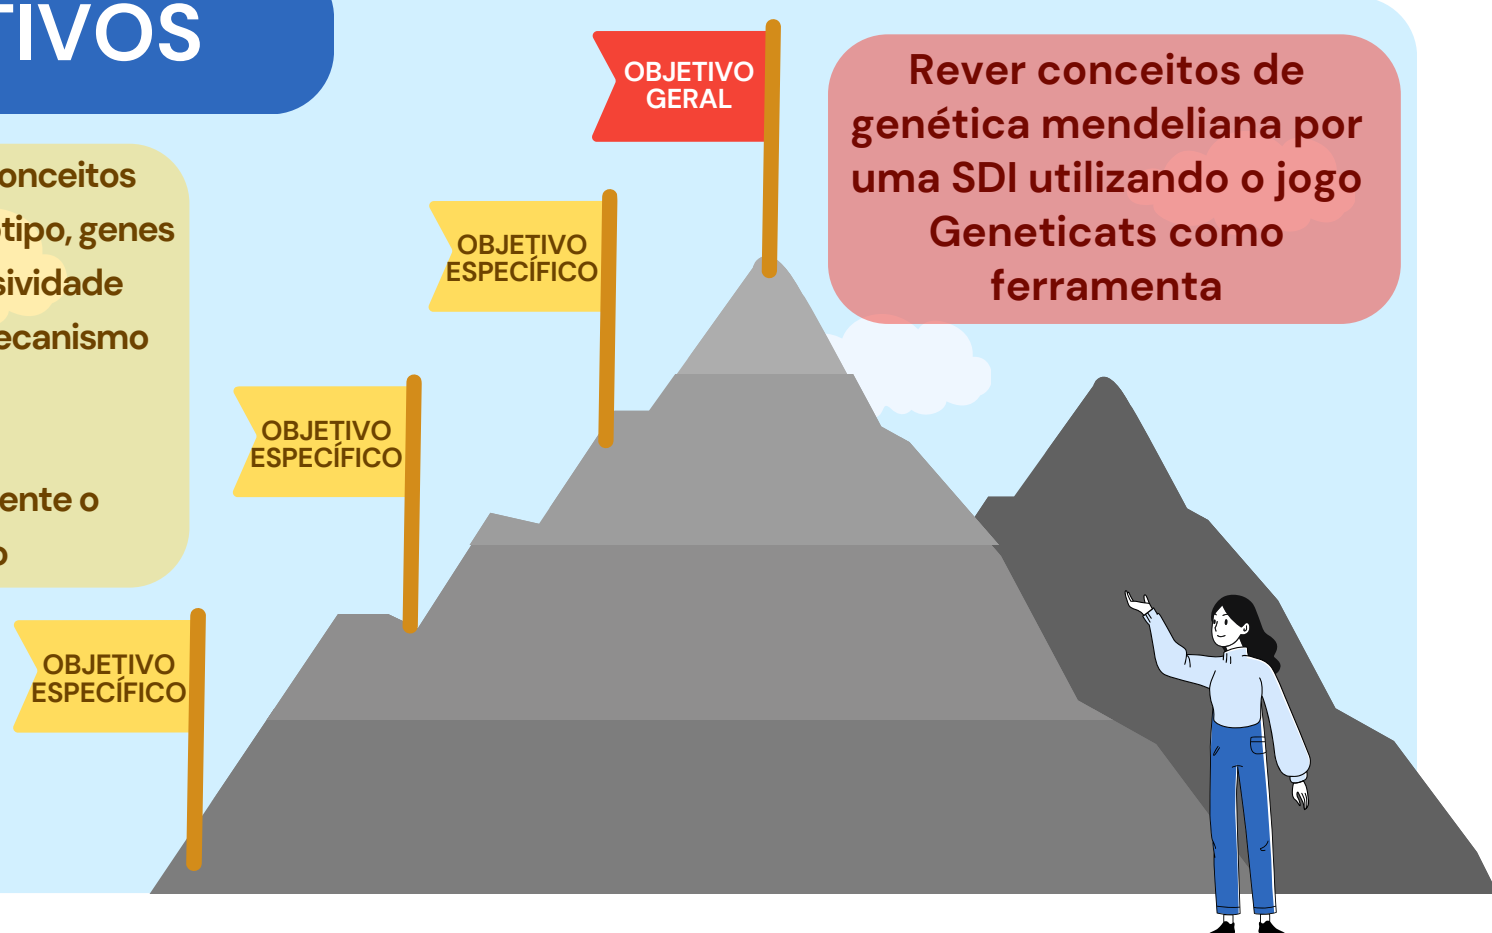 TIVOS
OBJETIVO
GERAL
Rever conceitos de
genética mendeliana por
uma SDI utilizando o jogo
Geneticats como
ferramenta
onceitos
tipo, genes
sividade
ecanismo
ente o
o
OBJETIVO
ESPECÍFICO
OBJETIVO
ESPECÍFICO
OBJETIVO
ESPECÍFICO